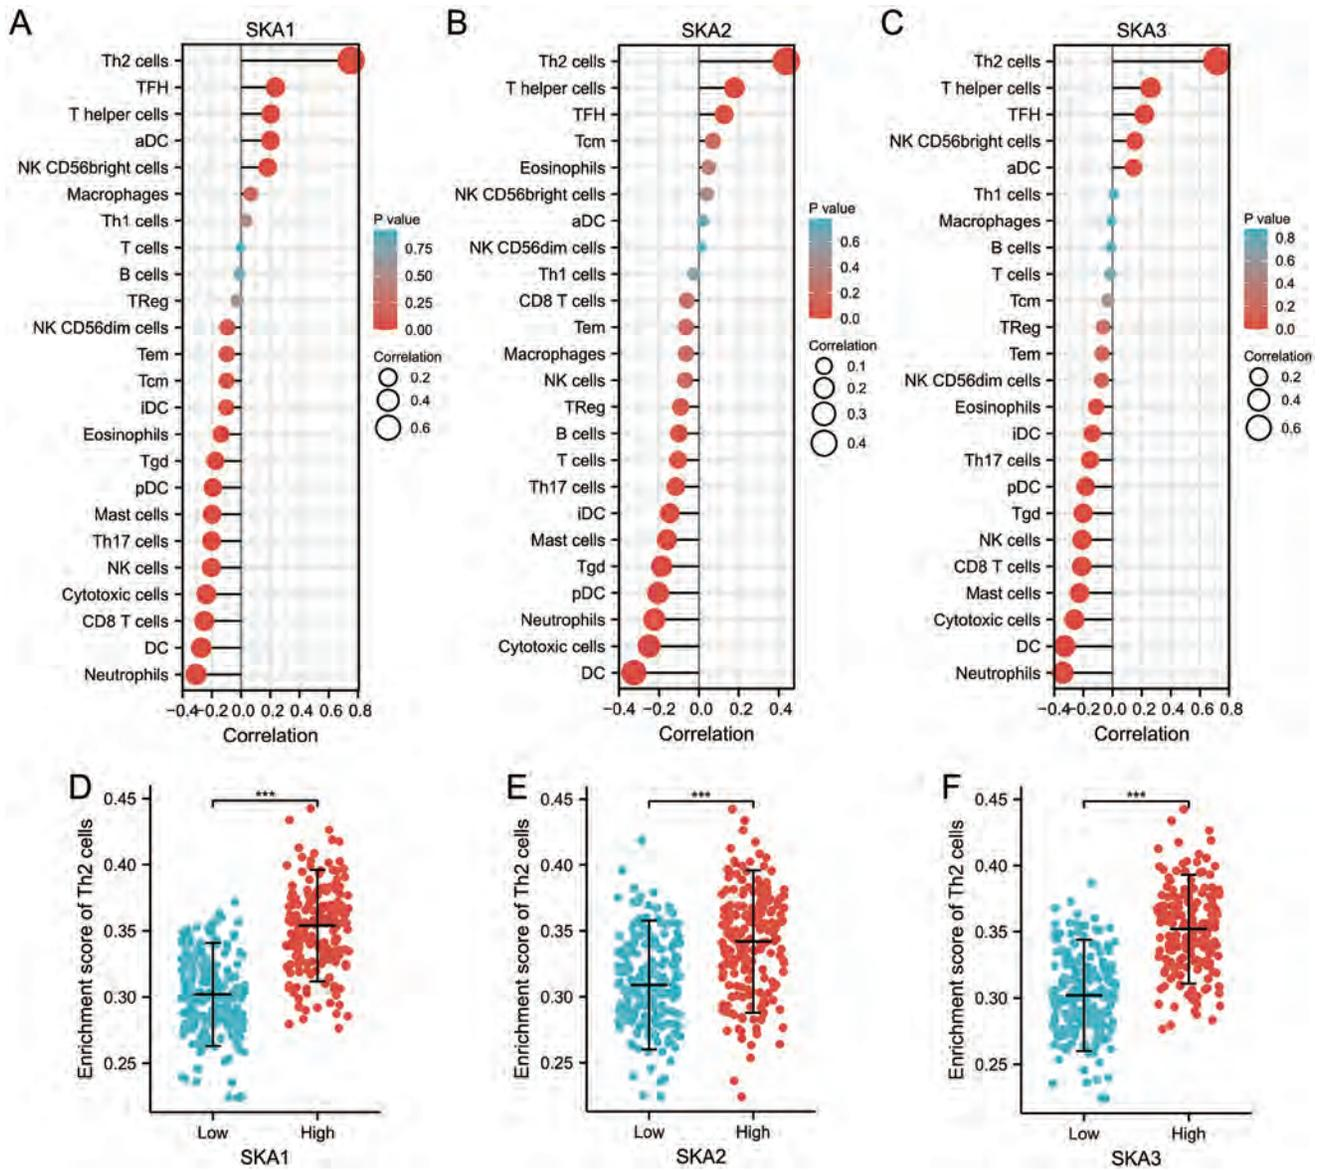 A
SKA1
Th2 cells
TFH
T helper cells
aDC
NK CD56bright cells
Macrophages
Th1 cells
T cells
B cells
TReg
NK CD56dim cells
Tem
Tcm
iDC
Eosinophils
Tgd
pDC
Mast cells
Th17 cells
NK cells
Cytotoxic cells
CD8 T cells
DC
Neutrophils
−0.4 −0.2 0.0 0.2 0.4 0.6 0.8
Correlation
P value
0.75
0.50
0.25
0.00
Correlation
0.2
0.4
0.6
B
SKA2
Th2 cells
T helper cells
TFH
Tcm
Eosinophils
NK CD56bright cells
aDC
NK CD56dim cells
Th1 cells
CD8 T cells
Tem
Macrophages
NK cells
TReg
B cells
T cells
Th17 cells
iDC
Mast cells
Tgd
pDC
Neutrophils
Cytotoxic cells
DC
−0.4 −0.2 0.0 0.2 0.4
Correlation
P value
0.6
0.4
0.2
0.0
Correlation
0.1
0.2
0.3
0.4
C
SKA3
Th2 cells
T helper cells
TFH
NK CD56bright cells
aDC
Th1 cells
Macrophages
B cells
T cells
Tcm
TReg
Tem
NK CD56dim cells
Eosinophils
iDC
Th17 cells
pDC
Tgd
NK cells
CD8 T cells
Mast cells
Cytotoxic cells
DC
Neutrophils
−0.4 −0.2 0.0 0.2 0.4 0.6 0.8
Correlation
P value
0.8
0.6
0.4
0.2
0.0
Correlation
0.2
0.4
0.6
D
Enrichment score of Th2 cells
0.45
0.40
0.35
0.30
0.25
***
Low High
SKA1
E
Enrichment score of Th2 cells
0.45
0.40
0.35
0.30
0.25
***
Low High
SKA2
F
Enrichment score of Th2 cells
0.45
0.40
0.35
0.30
0.25
***
Low High
SKA3